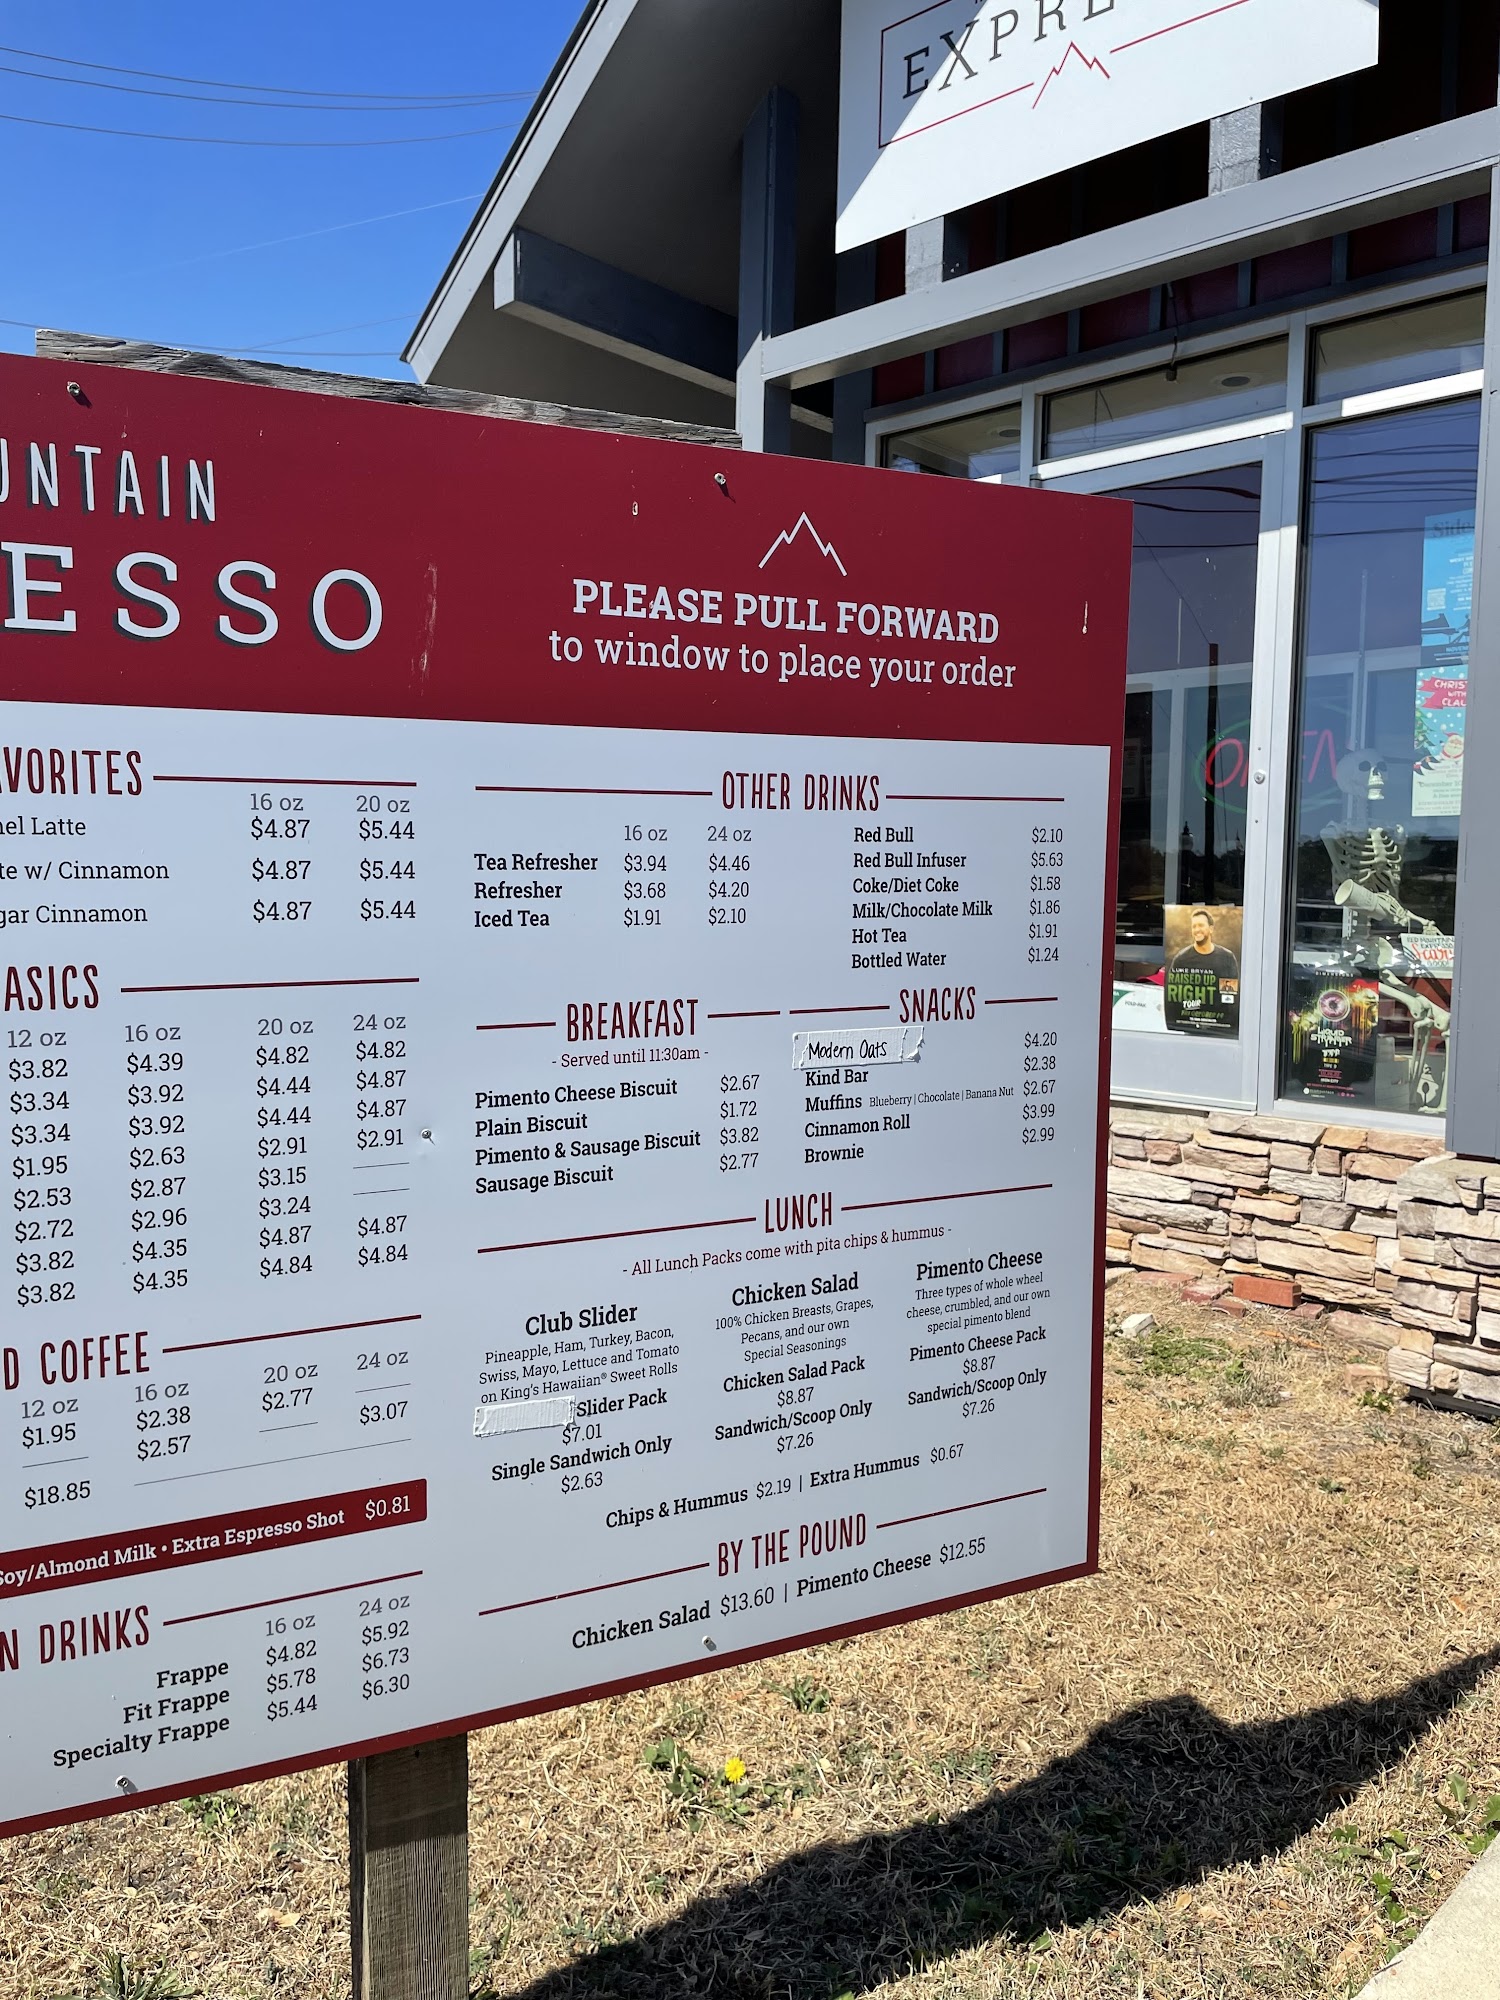 EXPRE
UNTAIN
ESSO
PLEASE PULL FORWARD
to window to place your order
AVORITES
16 oz 20 oz
el Latte $4.87 $5.44
te w/ Cinnamon $4.87 $5.44
gar Cinnamon $4.87 $5.44
ASICS
12 oz 16 oz 20 oz 24 oz
$3.82 $4.39 $4.82 $4.82
$3.34 $3.92 $4.44 $4.87
$3.34 $3.92 $4.44 $4.87
$1.95 $2.63 $2.91 $2.91
$2.53 $2.87 $3.15
$2.72 $2.96 $3.24
$3.82 $4.35 $4.87 $4.87
$3.82 $4.35 $4.84 $4.84
D COFFEE
12 oz 16 oz 20 oz 24 oz
$1.95 $2.38 $2.77
$2.57 $3.07
$18.85
Soy/Almond Milk • Extra Espresso Shot $0.81
N DRINKS
16 oz 24 oz
Frappe $4.82 $5.92
Fit Frappe $5.78 $6.73
Specialty Frappe $5.44 $6.30
OTHER DRINKS
16 oz 24 oz
Tea Refresher $3.94 $4.46
Refresher $3.68 $4.20
Iced Tea $1.91 $2.10
Red Bull $2.10
Red Bull Infuser $5.63
Coke/Diet Coke $1.58
Milk/Chocolate Milk $1.86
Hot Tea $1.91
Bottled Water $1.24
BREAKFAST
- Served until 11:30am -
Pimento Cheese Biscuit $2.67
Plain Biscuit $1.72
Pimento & Sausage Biscuit $3.82
Sausage Biscuit $2.77
SNACKS
Modern Oats $4.20
Kind Bar $2.38
Muffins Blueberry | Chocolate | Banana Nut $2.67
Cinnamon Roll $3.99
Brownie $2.99
LUNCH
- All Lunch Packs come with pita chips & hummus -
Club Slider
Pineapple, Ham, Turkey, Bacon,
Swiss, Mayo, Lettuce and Tomato
on King's Hawaiian® Sweet Rolls
Slider Pack
$7.01
Single Sandwich Only
$2.63
Chicken Salad
100% Chicken Breasts, Grapes,
Pecans, and our own
Special Seasonings
Chicken Salad Pack
$8.87
Sandwich/Scoop Only
$7.26
Pimento Cheese
Three types of whole wheel
cheese, crumbled, and our own
special pimento blend
Pimento Cheese Pack
$8.87
Sandwich/Scoop Only
$7.26
Chips & Hummus $2.19 | Extra Hummus $0.67
BY THE POUND
Chicken Salad $13.60 | Pimento Cheese $12.55
OPEN
CHRIS
WITH
CLAU
LUKE BRYAN
RAISED UP
RIGHT
TOUR